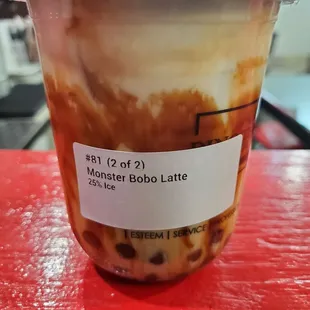 #81 (2 of 2)
Monster Bobo Latte
25% Ice
ESTEEM | SERVICE